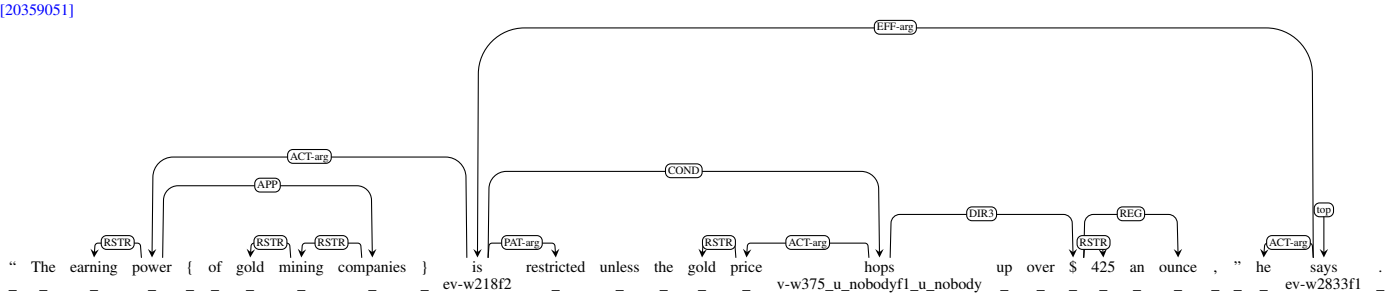 [20359051]
EFF-arg
ACT-arg
COND
APP
top
DIR3 REG
RSTR RSTR RSTR PAT-arg RSTR ACT-arg RSTR ACT-arg
“ The earning power { of gold mining companies } is restricted unless the gold price hops up over $ 425 an ounce , ” he says .
_ _ _ _ _ _ _ _ _ _ ev-w218f2 _ _ _ _ _ v-w375_u_nobodyf1_u_nobody _ _ _ _ _ _ _ _ _ ev-w2833f1 _